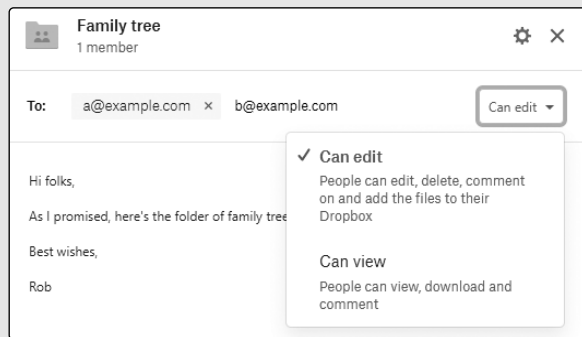 Family tree
1 member
To: a@example.com × b@example.com Can edit
Can edit
People can edit, delete, comment
on and add the files to their
Dropbox
Can view
People can view, download and
comment
Hi folks,
As I promised, here's the folder of family tree
Best wishes,
Rob